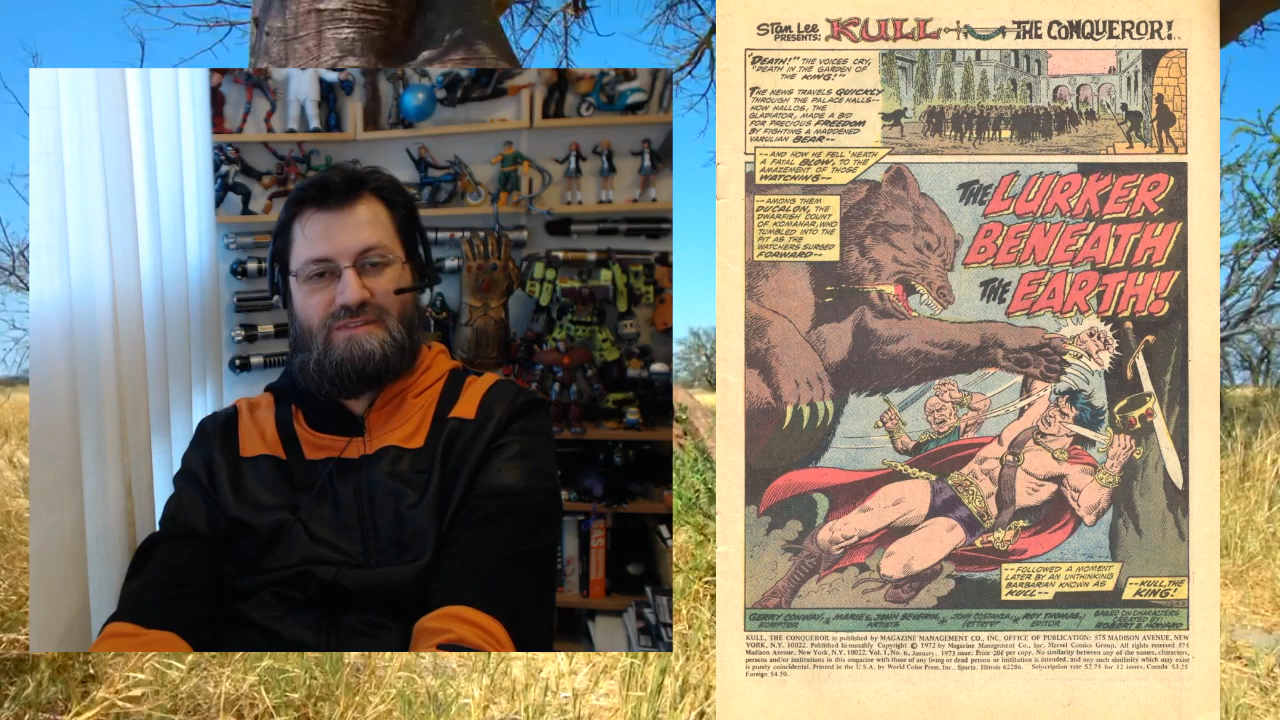 Stan Lee
PRESENTS:
KULL THE CONQUEROR!
"DEATH!" THE VOICES CRY,
"DEATH IN THE GARDEN OF
THE KING!"
THE NEWS TRAVELS QUICKLY
THROUGH THE PALACE HALLS--
HOW HALLOS, THE
GLADIATOR, MADE A BID
FOR PRECIOUS FREEDOM
BY FIGHTING A MADDENED
VARULIAN BEAR--
--AND HOW HE FELL 'NEATH
A FATAL BLOW, TO THE
AMAZEMENT OF THOSE
WATCHING--
--AMONG THEM
DUCALON, THE
DWARFISH COUNT
OF KOMAHAR, WHO
TUMBLED INTO THE
PIT AS THE
WATCHERS SURGED
FORWARD--
THE LURKER
BENEATH
THE EARTH!
--FOLLOWED A MOMENT
LATER BY AN UNTHINKING
BARBARIAN KNOWN AS
KULL--
--KULL, THE
KING!
GERRY CONWAY, SCRIPTER
MARIE & JOHN SEVERIN, ARTISTS
JOHN COSTANZA, LETTERER
ROY THOMAS, EDITOR
BASED ON CHARACTERS
CREATED BY
ROBERT E. HOWARD
KULL, THE CONQUEROR is published by MAGAZINE MANAGEMENT CO., INC. OFFICE OF PUBLICATION: 575 MADISON AVENUE, NEW
YORK, N.Y. 10022. Published bi-monthly Copyright © 1972 by Magazine Management Co., Inc. Marvel Comics Group. All rights reserved 575
Madison Avenue, New York, N.Y. 10022. Vol. 1, No. 6, January, 1973 issue. Price 20¢ per copy. No similarity between any of the names, characters,
persons and/or institutions in this magazine with those of any living or dead person or institution is intended, and any such similarity which may exist
is purely coincidental. Printed in the U.S.A. by World Color Press, Inc., Sparta, Illinois 62286. Subscription rate $2.75 for 12 issues, Canada $3.25
Foreign $4.50.